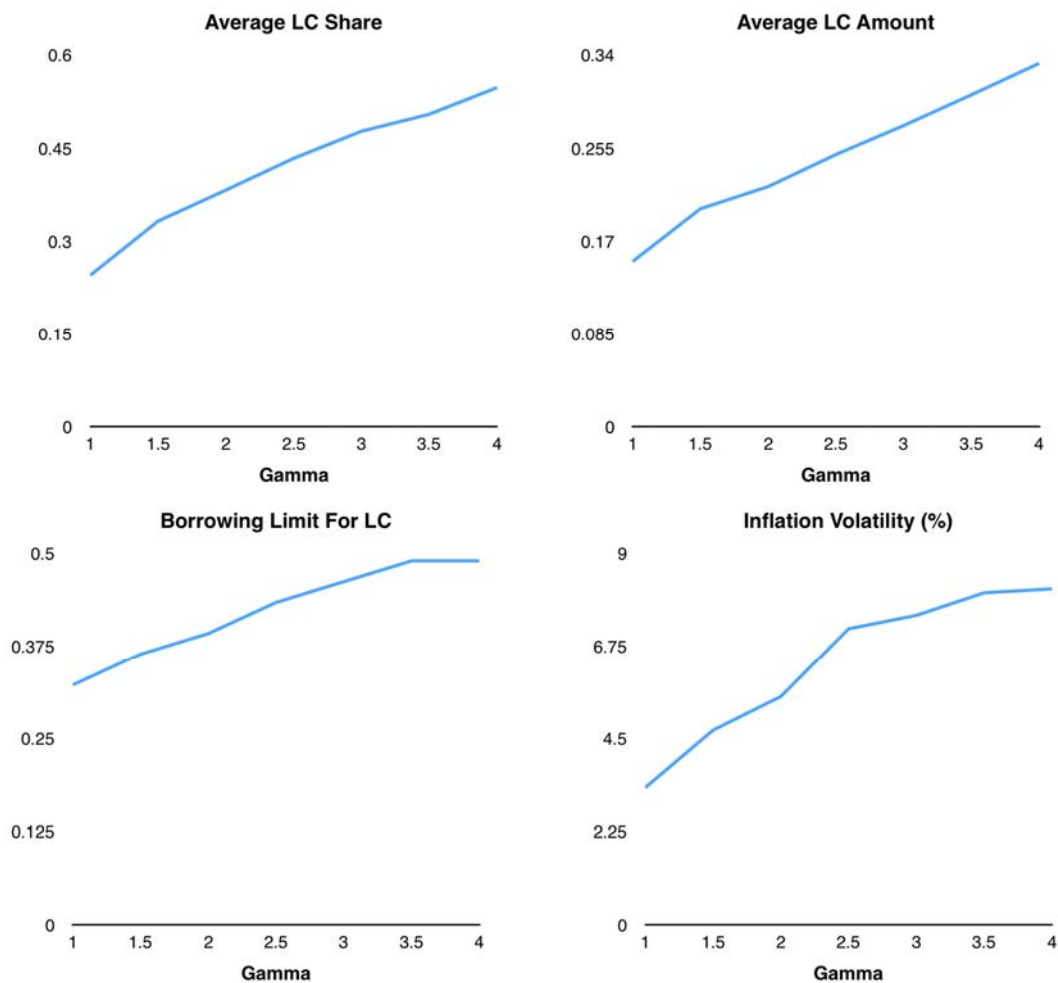 Average LC Share
0.6
0.45
0.3
0.15
0
1 1.5 2 2.5 3 3.5 4
Gamma
Average LC Amount
0.34
0.255
0.17
0.085
0
1 1.5 2 2.5 3 3.5 4
Gamma
Borrowing Limit For LC
0.5
0.375
0.25
0.125
0
1 1.5 2 2.5 3 3.5 4
Gamma
Inflation Volatility (%)
9
6.75
4.5
2.25
0
1 1.5 2 2.5 3 3.5 4
Gamma